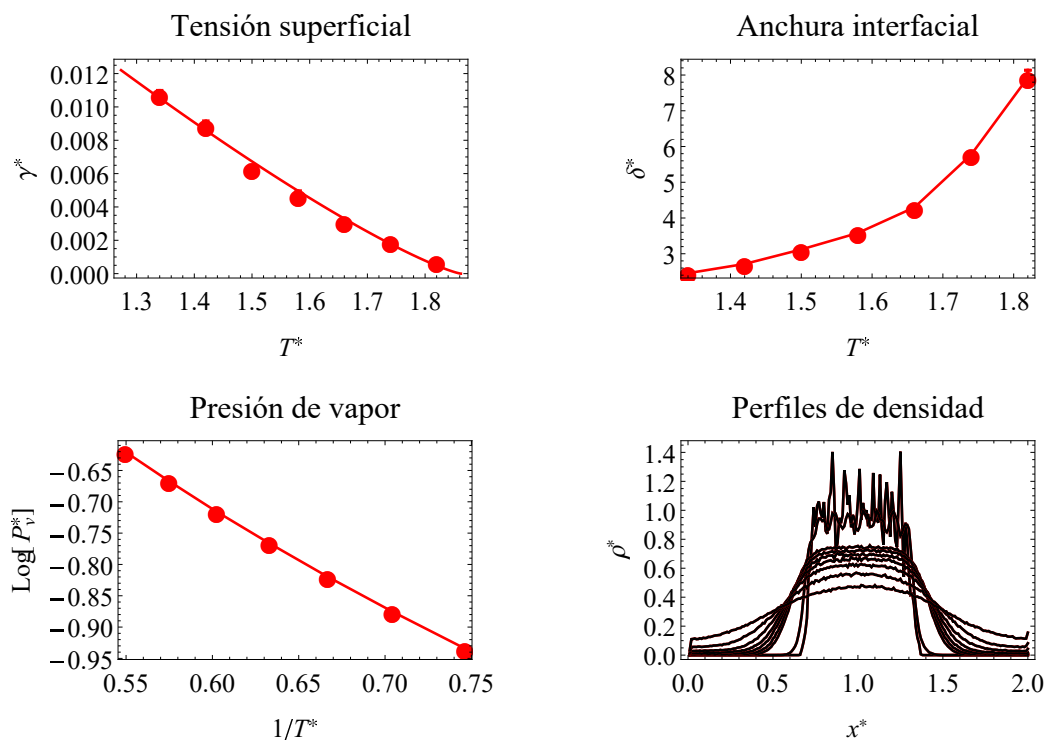 Tensión superficial
0.012
0.010
0.008
0.006
0.004
0.002
0.000
γ*
1.3 1.4 1.5 1.6 1.7 1.8
T*
Anchura interfacial
8
7
6
5
4
3
δ*
1.4 1.5 1.6 1.7 1.8
T*
Presión de vapor
−0.65
−0.70
−0.75
−0.80
−0.85
−0.90
−0.95
Log[ P*v]
0.55 0.60 0.65 0.70 0.75
1/T*
Perfiles de densidad
1.4
1.2
1.0
0.8
0.6
0.4
0.2
0.0
ρ*
0.0 0.5 1.0 1.5 2.0
x*